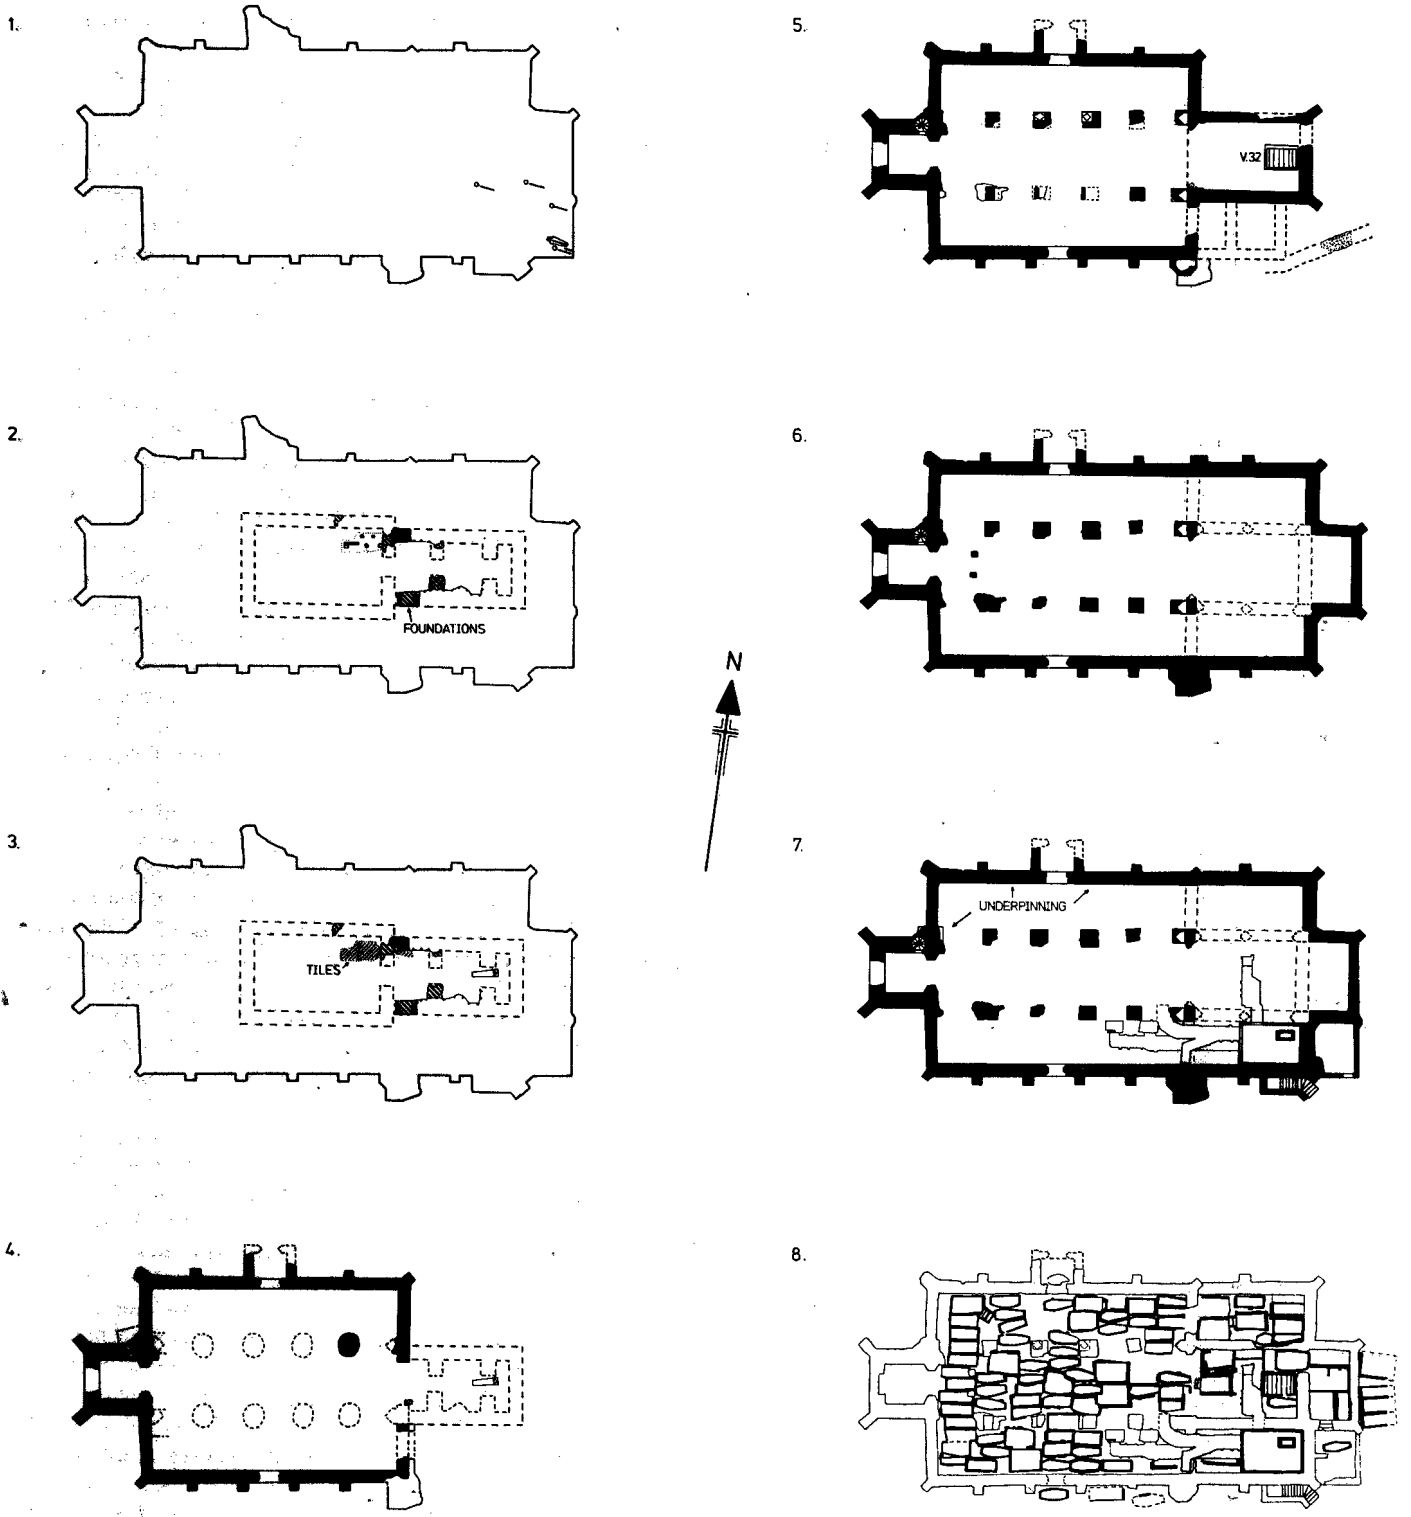 1.
2.
FOUNDATIONS
3.
TILES
4.
N
5.
V.32
6.
7.
UNDERPINNING
8.